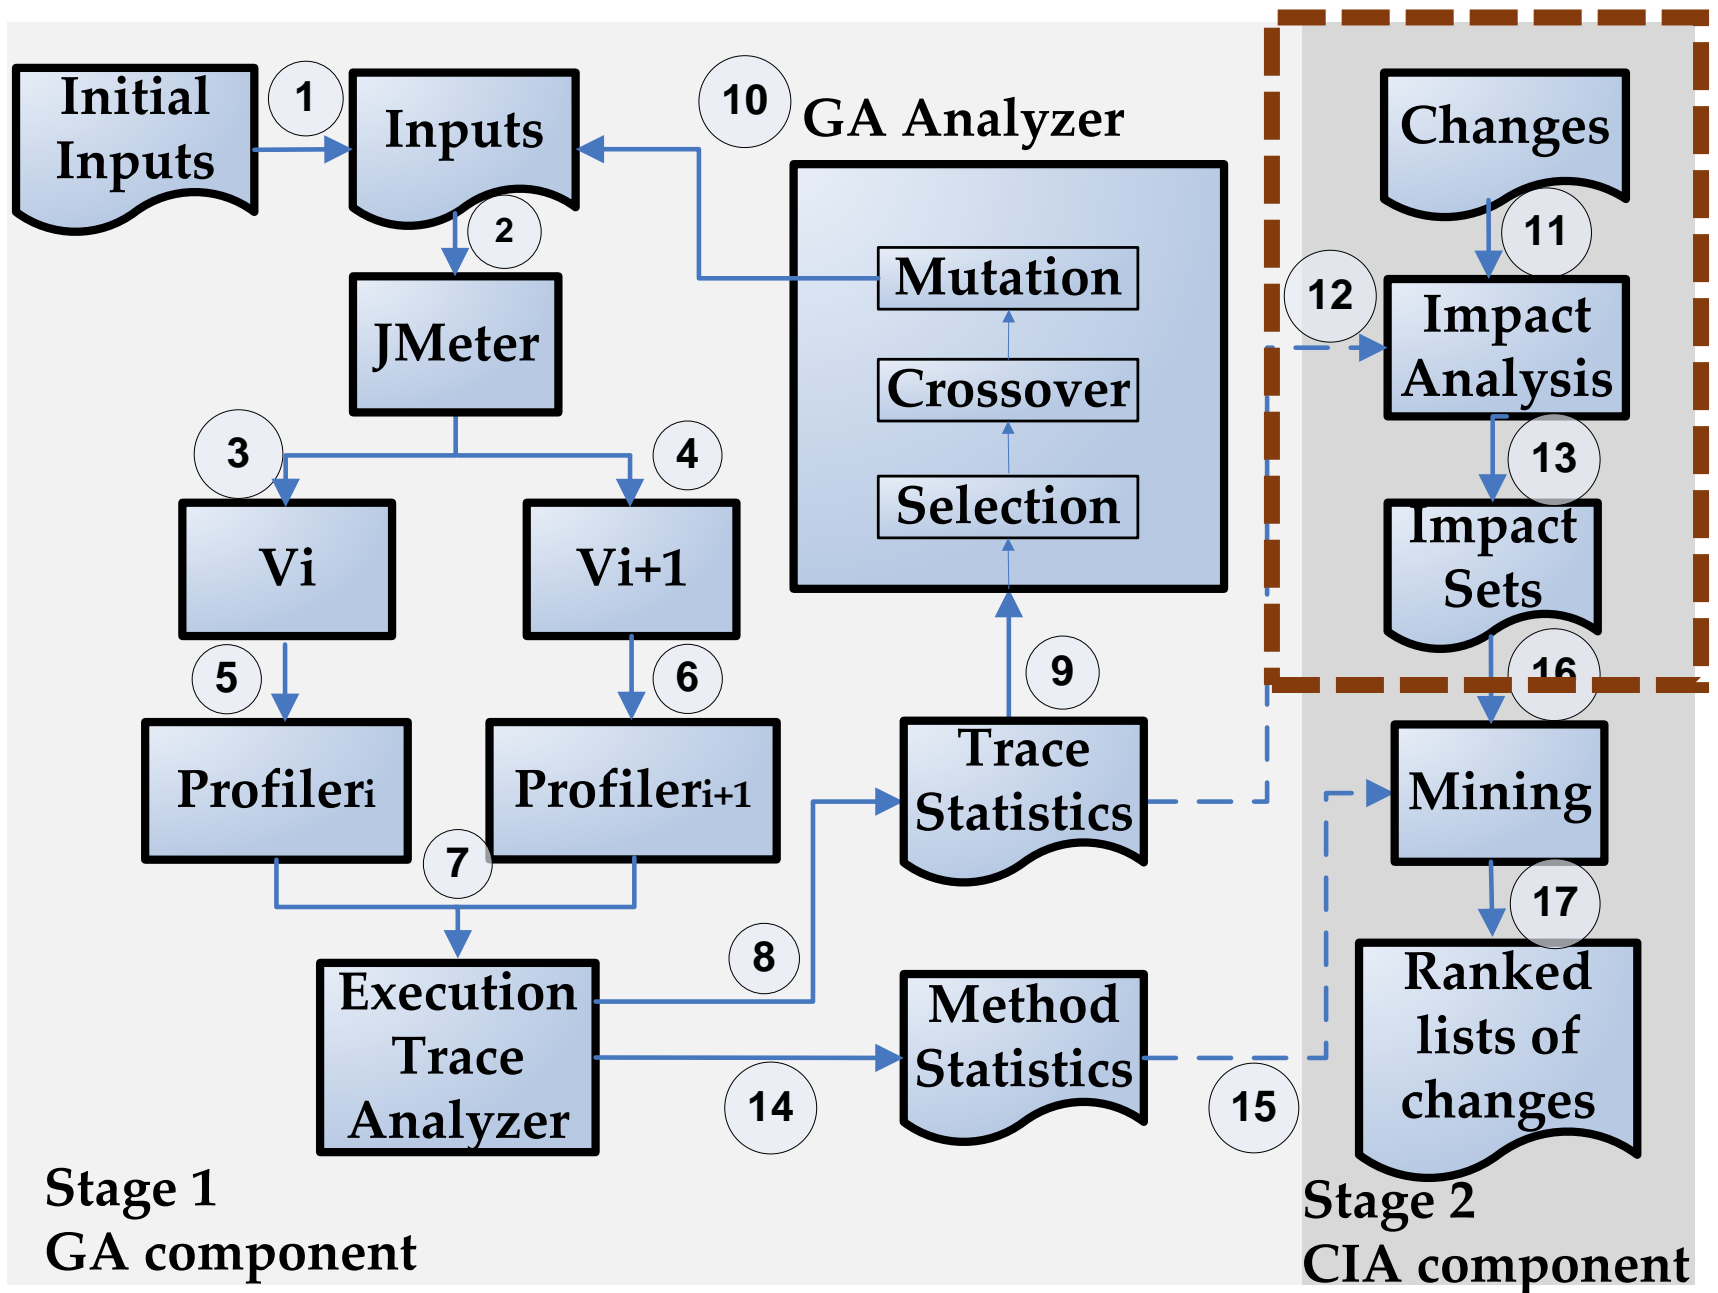 Initial
Inputs
1
Inputs
10
GA Analyzer
Changes
2
11
JMeter
Mutation
12
Impact
Analysis
Crossover
3
4
13
Selection
Vi
Vi+1
Impact
Sets
5
6
9
16
Profileri
Profileri+1
Trace
Statistics
Mining
7
8
17
Execution
Trace
Analyzer
Method
Statistics
Ranked
lists of
changes
14
15
Stage 1
GA component
Stage 2
CIA component